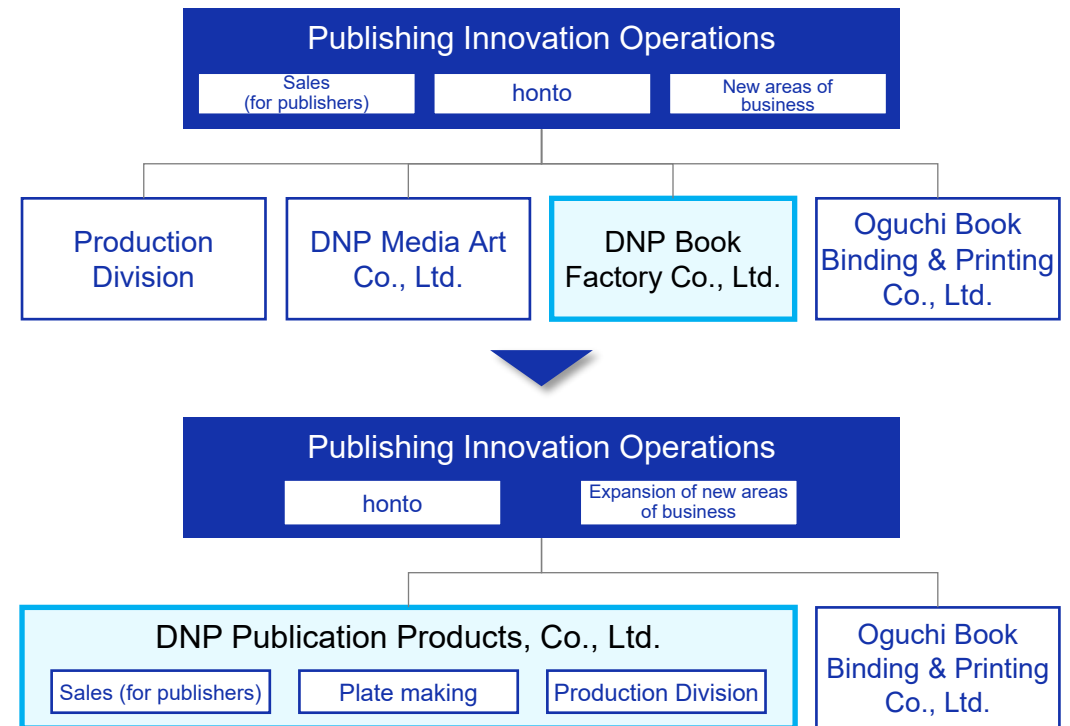 Publishing Innovation Operations
Sales
(for publishers)
honto
New areas of
business
Production
Division
DNP Media Art
Co., Ltd.
DNP Book
Factory Co., Ltd.
Oguchi Book
Binding & Printing
Co., Ltd.
Publishing Innovation Operations
honto
Expansion of new areas
of business
DNP Publication Products, Co., Ltd.
Sales (for publishers)
Plate making
Production Division
Oguchi Book
Binding & Printing
Co., Ltd.